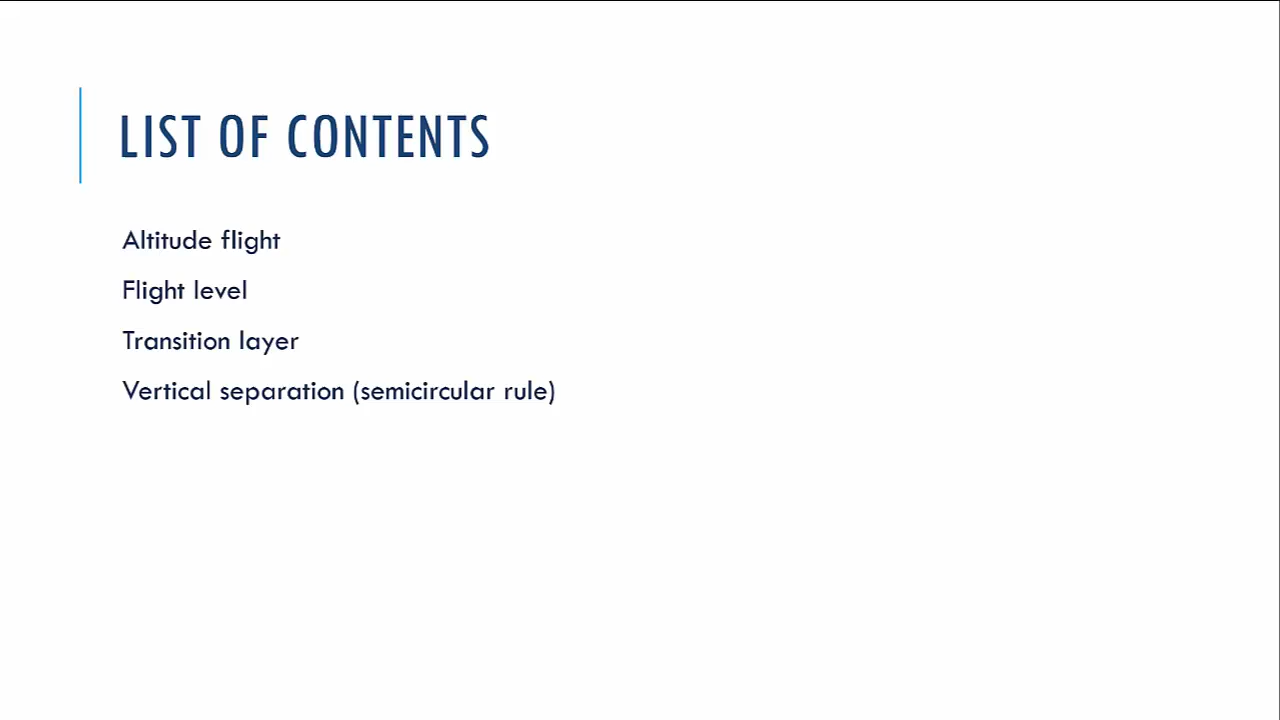 LIST OF CONTENTS
Altitude flight
Flight level
Transition layer
Vertical separation (semicircular rule)